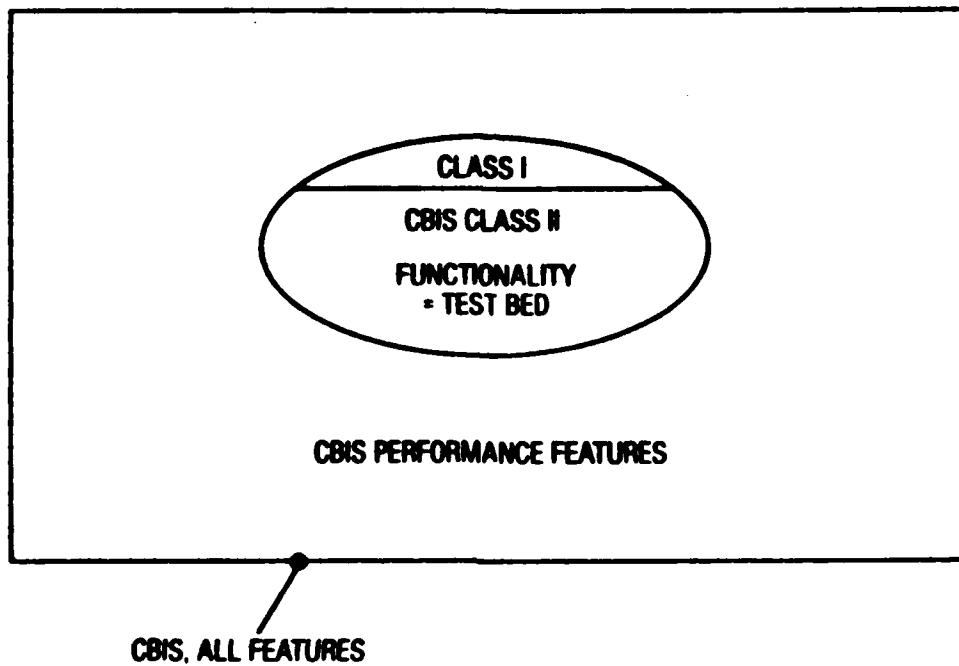 CLASS I
CBIS CLASS II
FUNCTIONALITY
= TEST BED
CBIS PERFORMANCE FEATURES
CBIS, ALL FEATURES